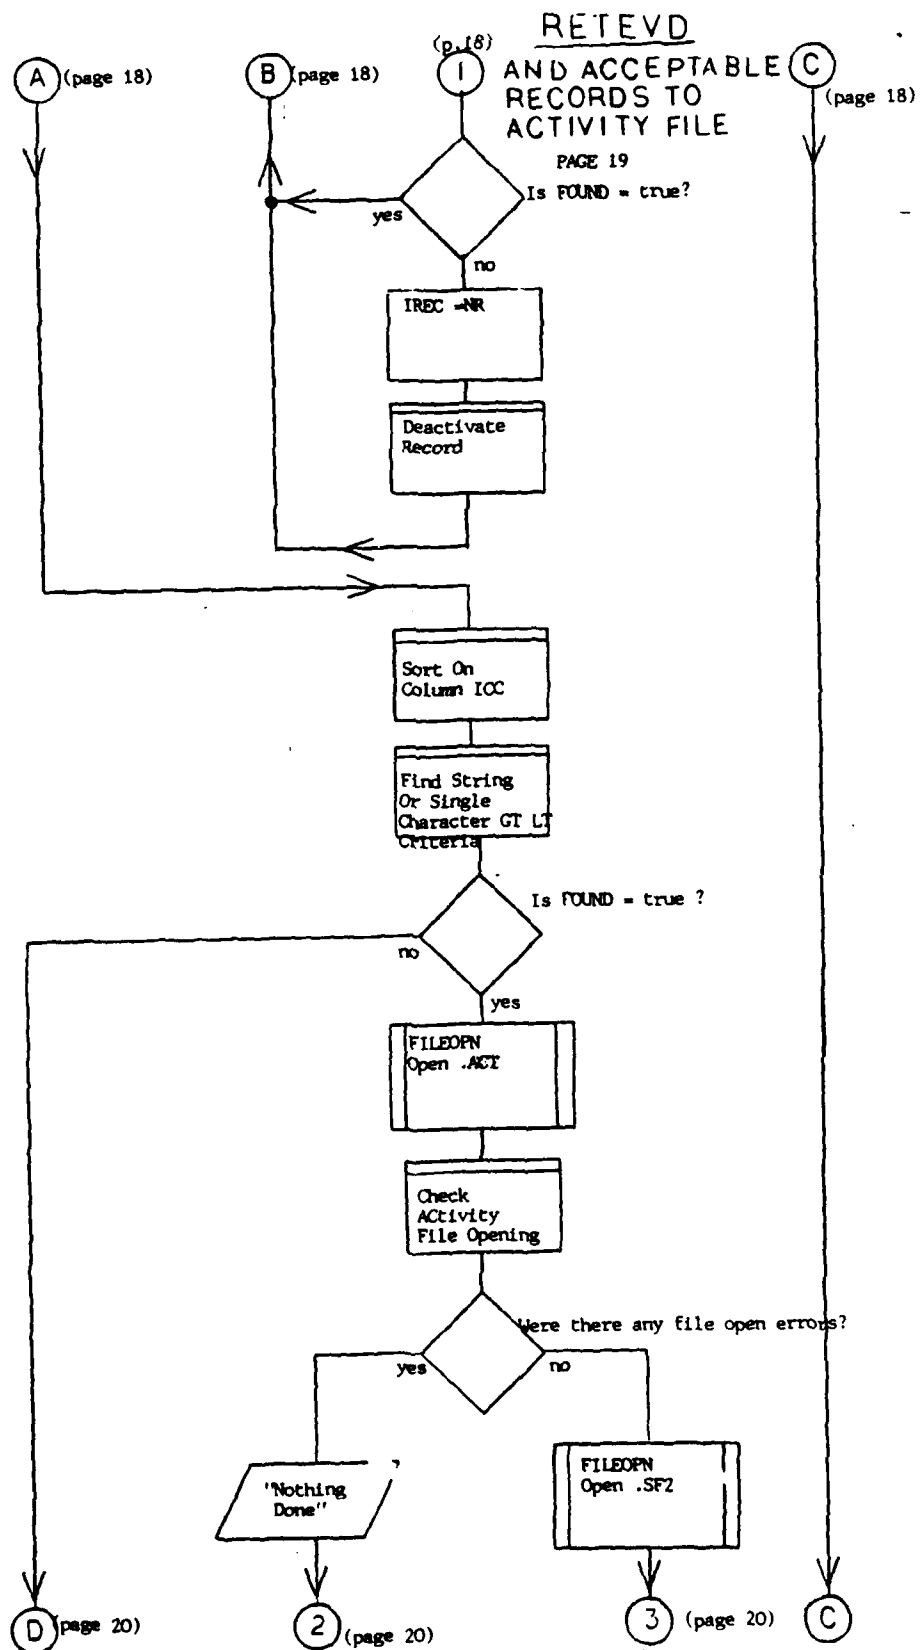 RETEVD
(p.18)
A (page 18)
B (page 18)
1
AND ACCEPTABLE
RECORDS TO
ACTIVITY FILE
C
(page 18)
PAGE 19
Is FOUND = true?
yes
no
IREC =NR
Deactivate
Record
Sort On
Column ICC
Find String
Or Single
Character GT LT
Criteria
Is FOUND = true ?
no
yes
FILEOPN
Open .ACT
Check
ACtivity
File Opening
Were there any file open errors?
yes
no
"Nothing
Done"
FILEOPN
Open .SF2
D (page 20)
2 (page 20)
3 (page 20)
C